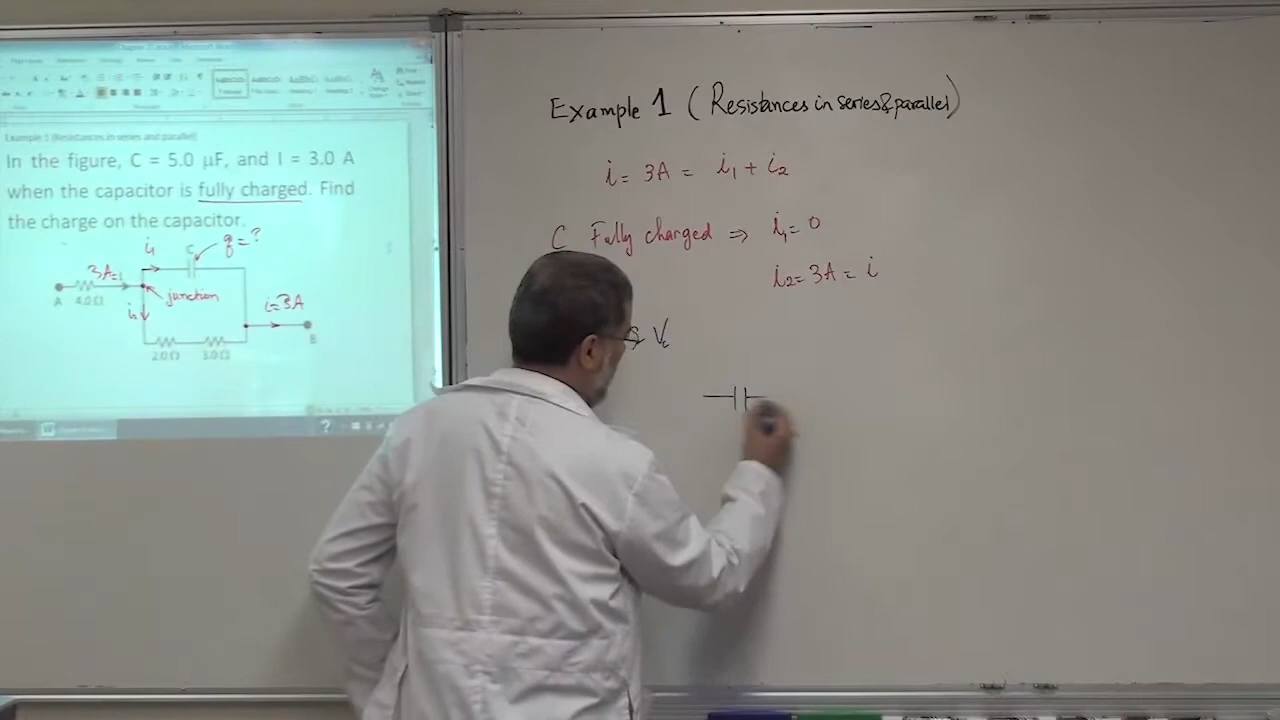 Example 1 (Resistances in series and parallel)
In the figure, C = 5.0 μF, and I = 3.0 A
when the capacitor is fully charged. Find
the charge on the capacitor.
i₁
C
q = ?
3A=i
A
4.0 Ω
junction
i₂
i=3A
B
2.0 Ω
3.0 Ω
Example 1 (Resistances in series & parallel)
i = 3A = i₁ + i₂
C Fully charged ⇒ i₁ = 0
i₂ = 3A = i
V꜀